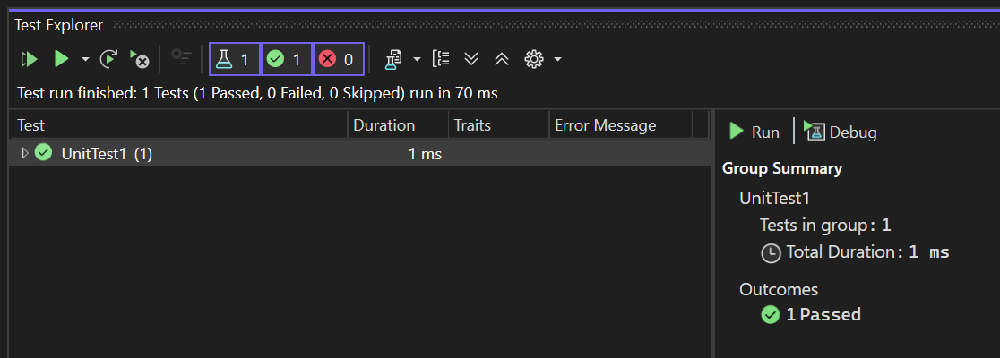 Test Explorer
1 1 0
Test run finished: 1 Tests (1 Passed, 0 Failed, 0 Skipped) run in 70 ms
Test Duration Traits Error Message
UnitTest1 (1) 1 ms
Run Debug
Group Summary
UnitTest1
Tests in group: 1
Total Duration: 1 ms
Outcomes
1 Passed